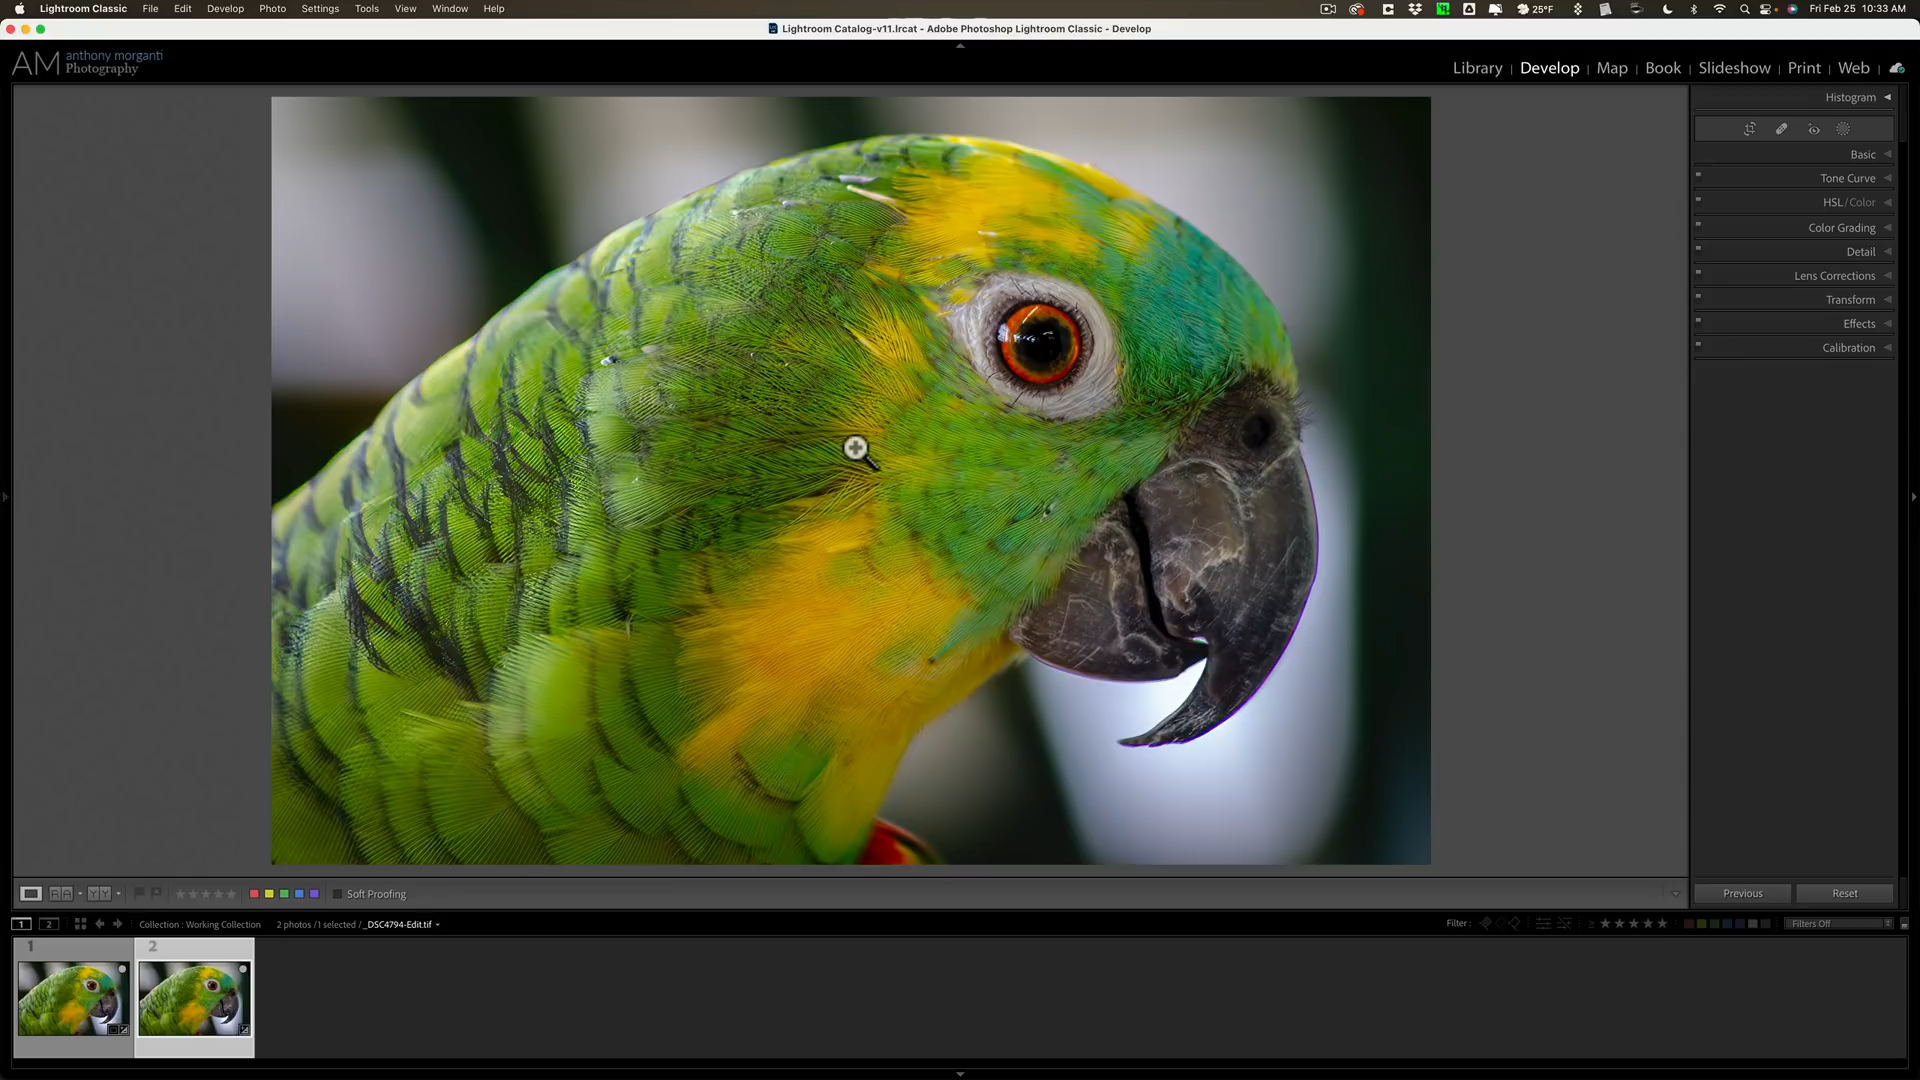 Lightroom Classic File Edit Develop Photo Settings Tools View Window Help 25°F Fri Feb 25 10:33 AM
Lightroom Catalog-v11.lrcat - Adobe Photoshop Lightroom Classic - Develop
AM anthony morganti
Photography
Library | Develop | Map | Book | Slideshow | Print | Web
Histogram
Basic
Tone Curve
HSL / Color
Color Grading
Detail
Lens Corrections
Transform
Effects
Calibration
Previous Reset
Soft Proofing
1 2 Collection : Working Collection 2 photos /1 selected /_DSC4794-Edit.tif Filter : Filters Off
1 2